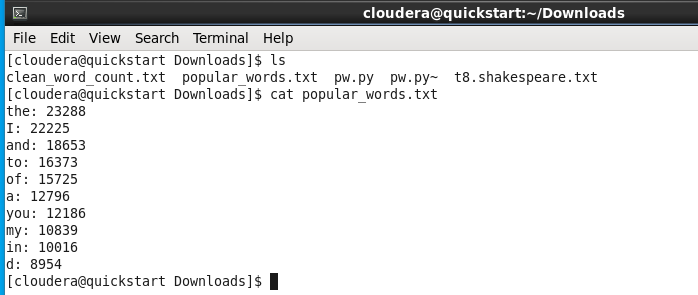 cloudera@quickstart:~/Downloads
File Edit View Search Terminal Help
[cloudera@quickstart Downloads]$ ls
clean_word_count.txt  popular_words.txt  pw.py  pw.py~  t8.shakespeare.txt
[cloudera@quickstart Downloads]$ cat popular_words.txt
the: 23288
I: 22225
and: 18653
to: 16373
of: 15725
a: 12796
you: 12186
my: 10839
in: 10016
d: 8954
[cloudera@quickstart Downloads]$